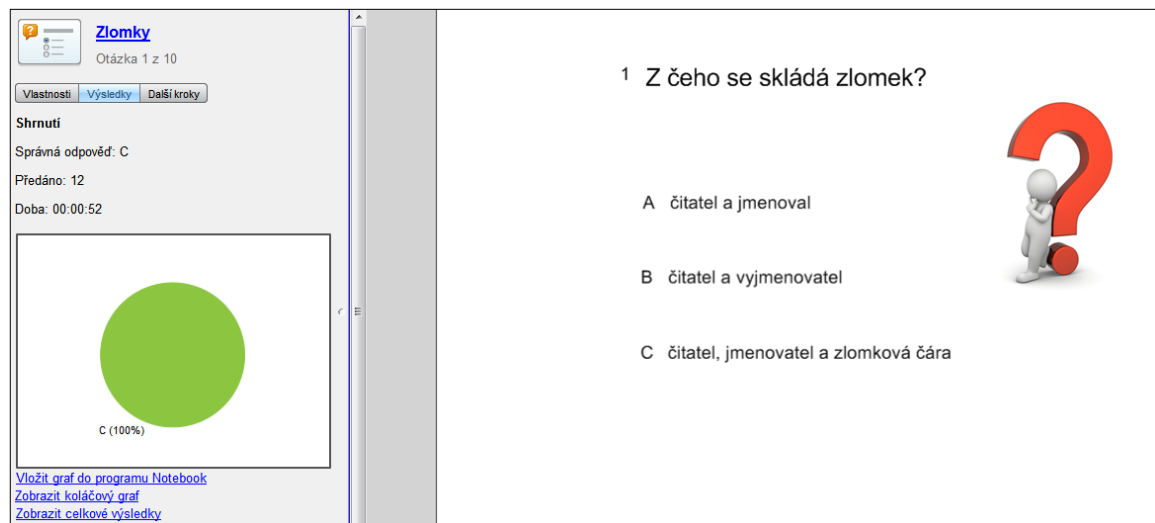 Zlomky
Otázka 1 z 10
Vlastnosti Výsledky Další kroky
Shrnutí
Správná odpověď: C
Předáno: 12
Doba: 00:00:52
C (100%)
Vložit graf do programu Notebook
Zobrazit koláčový graf
Zobrazit celkové výsledky
1 Z čeho se skládá zlomek?
A čitatel a jmenoval
B čitatel a vyjmenovatel
C čitatel, jmenovatel a zlomková čára